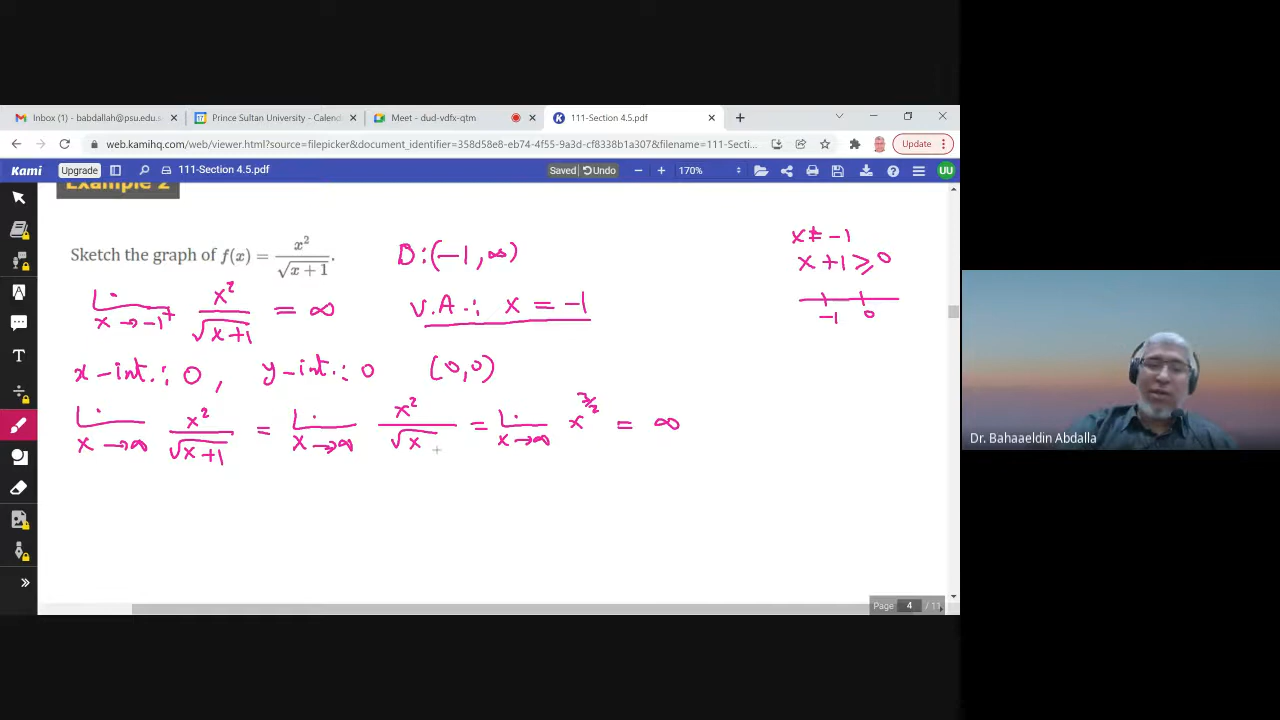 Inbox (1) - babdallah@psu.edu.s
Prince Sultan University - Calend
Meet - dud-vdfx-qtm
111-Section 4.5.pdf
web.kamihq.com/web/viewer.html?source=filepicker&document_identifier=358d58e8-eb74-4f55-9a3d-cf8338b1a307&filename=111-Secti...
Update
Kami
Upgrade
111-Section 4.5.pdf
Saved
Undo
170%
UU
Example 2
Sketch the graph of f(x) = x² / √(x + 1).
D:(-1, ∞)
x ≠ -1
x + 1 ≥ 0
-1 0
lim x→-1⁺ x² / √(x+1) = ∞
V.A.: x = -1
x-int.: 0, y-int.: 0 (0,0)
lim x→∞ x² / √(x+1) = lim x→∞ x² / √x = lim x→∞ x^(3/2) = ∞
Dr. Bahaaeldin Abdalla
Page 4 / 11